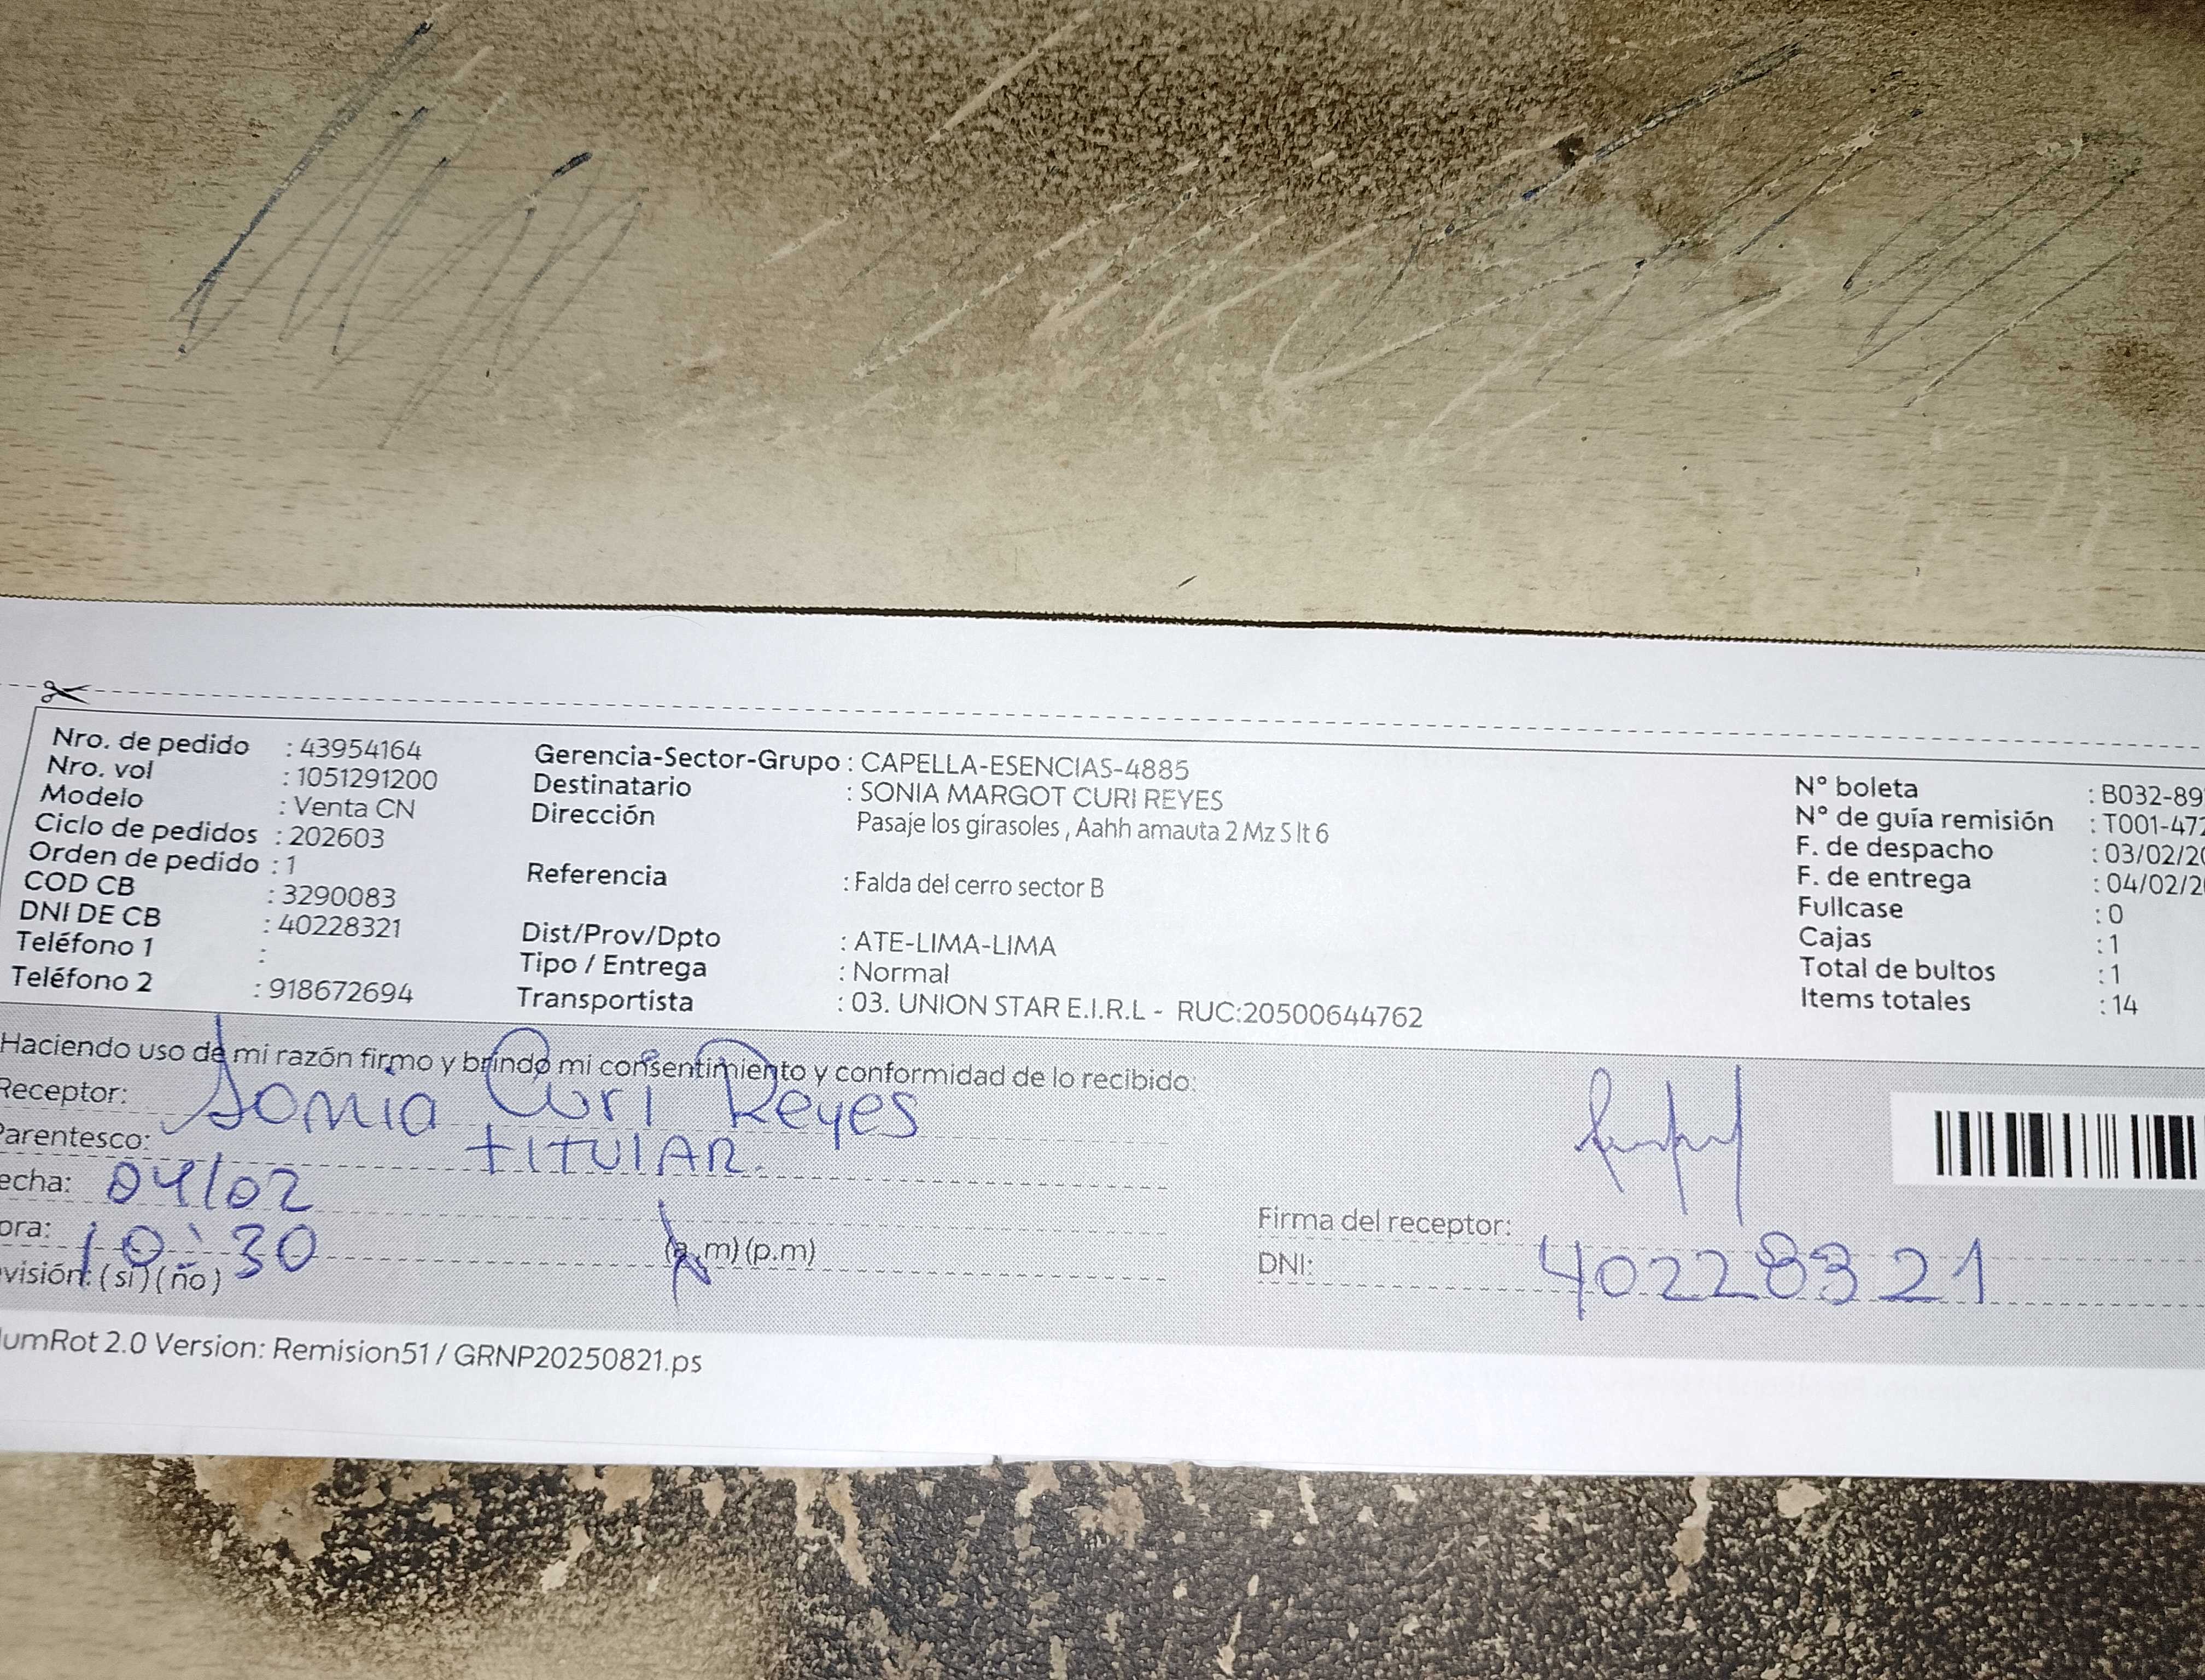 Nro. de pedido : 43954164
Nro. vol : 1051291200
Modelo : Venta CN
Ciclo de pedidos : 202603
Orden de pedido : 1
COD CB : 3290083
DNI DE CB : 40228321
Teléfono 1 :
Teléfono 2 : 918672694
Gerencia-Sector-Grupo : CAPELLA-ESENCIAS-4885
Destinatario : SONIA MARGOT CURI REYES
Dirección Pasaje los girasoles , Aahh amauta 2 Mz S lt 6
Referencia : Falda del cerro sector B
Dist/Prov/Dpto : ATE-LIMA-LIMA
Tipo / Entrega : Normal
Transportista : 03. UNION STAR E.I.R.L - RUC:20500644762
N° boleta : B032-89
N° de guía remisión : T001-472
F. de despacho : 03/02/20
F. de entrega : 04/02/2
Fullcase : 0
Cajas : 1
Total de bultos : 1
Items totales : 14
Haciendo uso de mi razón firmo y brindo mi consentimiento y conformidad de lo recibido:
Receptor: Sonia Curi Reyes
Parentesco: tITUlAR.
echa: 04/02
ora: 10:30 (a.m) (p.m)
visión: (si) (no)
Firma del receptor:
DNI: 40228321
umRot 2.0 Version: Remision51 / GRNP20250821.ps